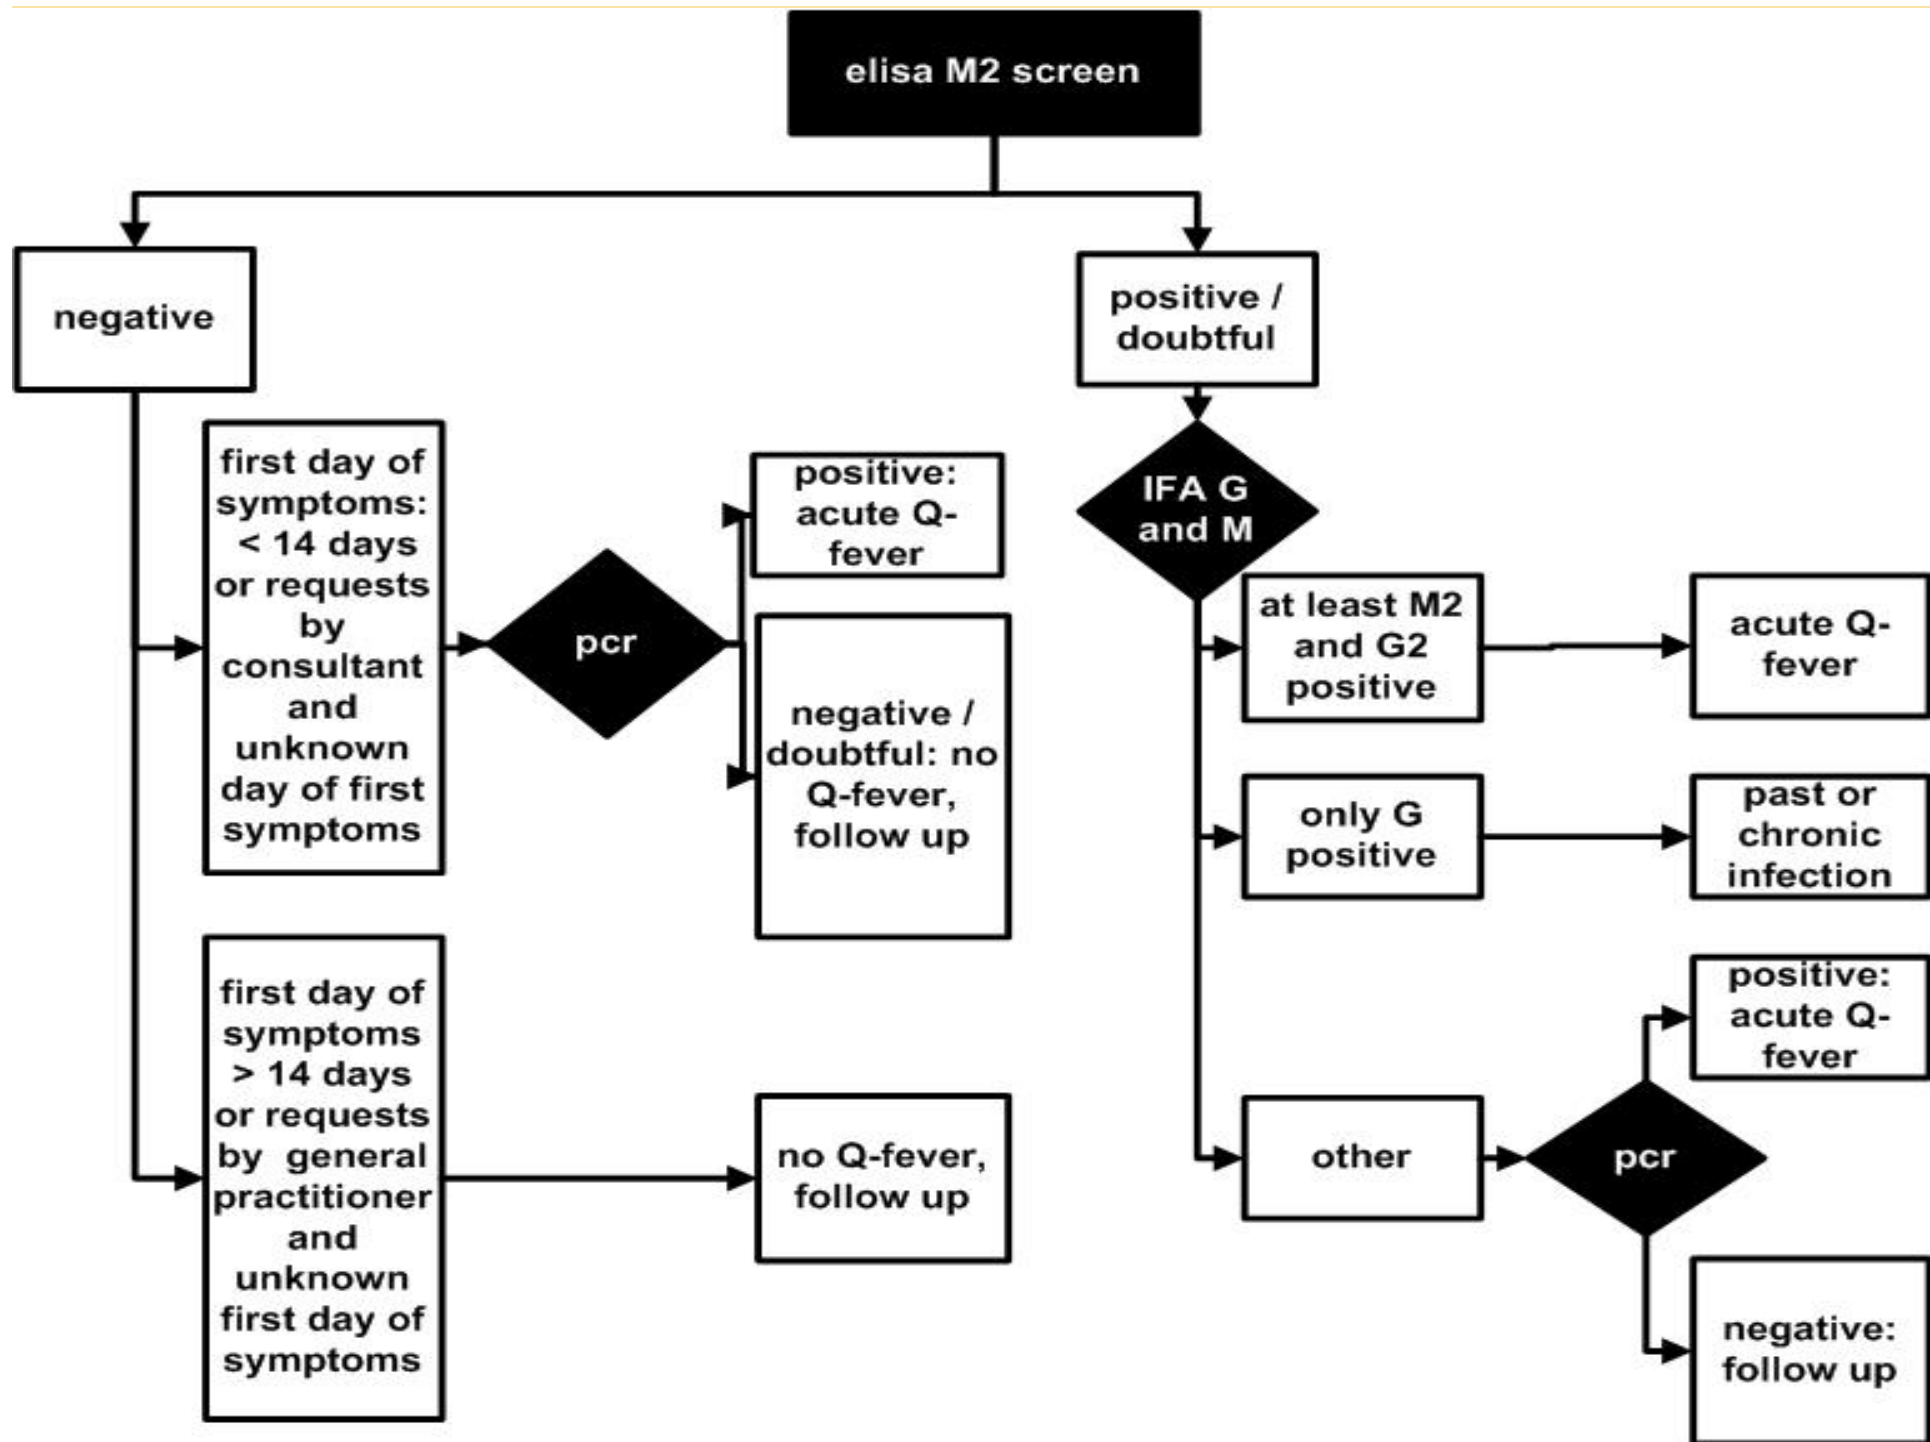 elisa M2 screen
negative
positive /
doubtful
first day of
symptoms:
< 14 days
or requests
by
consultant
and
unknown
day of first
symptoms
pcr
positive:
acute Q-
fever
negative /
doubtful: no
Q-fever,
follow up
first day of
symptoms
> 14 days
or requests
by general
practitioner
and
unknown
first day of
symptoms
no Q-fever,
follow up
IFA G
and M
at least M2
and G2
positive
acute Q-
fever
only G
positive
past or
chronic
infection
other
pcr
positive:
acute Q-
fever
negative:
follow up